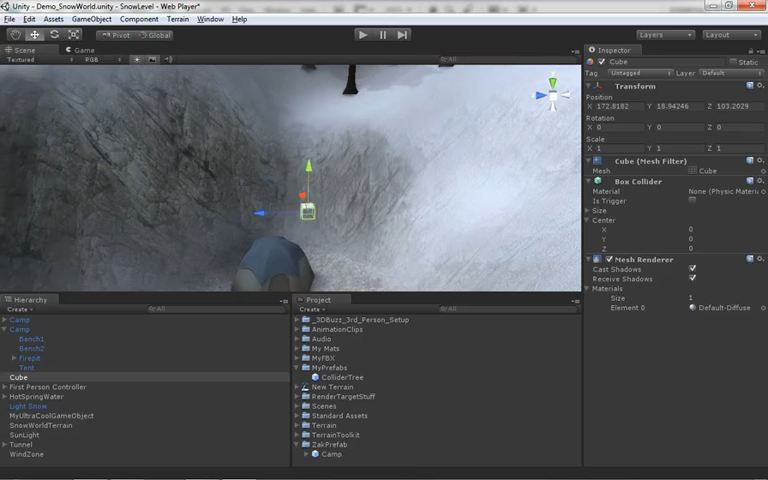 Unity - Demo_SnowWorld.unity - SnowLevel - Web Player*
File Edit Assets GameObject Component Terrain Window Help
Pivot Global Layers Layout
Scene Game
Textured RGB All
Inspector
Cube Static
Tag Untagged Layer Default
Transform
Position
X 172.8182 Y 18.94246 Z 103.2029
Rotation
X 0 Y 0 Z 0
Scale
X 1 Y 1 Z 1
Cube (Mesh Filter)
Mesh Cube
Box Collider
Material None (Physic Materi
Is Trigger
Size
Center
X 0
Y 0
Z 0
Mesh Renderer
Cast Shadows
Receive Shadows
Materials
Size 1
Element 0 Default-Diffuse
Hierarchy
Create All
Camp
Camp
Bench1
Bench2
Firepit
Tent
Cube
First Person Controller
HotSpringWater
Light Snow
MyUltraCoolGameObject
SnowWorldTerrain
SunLight
Tunnel
WindZone
Project
Create All
_3DBuzz_3rd_Person_Setup
AnimationClips
Audio
My Mats
MyFBX
MyPrefabs
ColliderTree
New Terrain
RenderTargetStuff
Scenes
Standard Assets
Terrain
TerrainToolkit
ZakPrefab
Camp